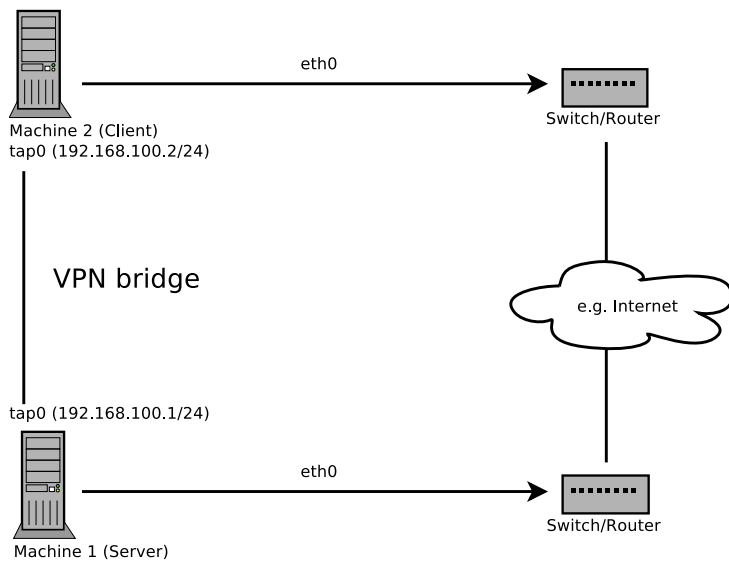 eth0
Switch/Router
Machine 2 (Client)
tap0 (192.168.100.2/24)
VPN bridge
e.g. Internet
tap0 (192.168.100.1/24)
eth0
Switch/Router
Machine 1 (Server)